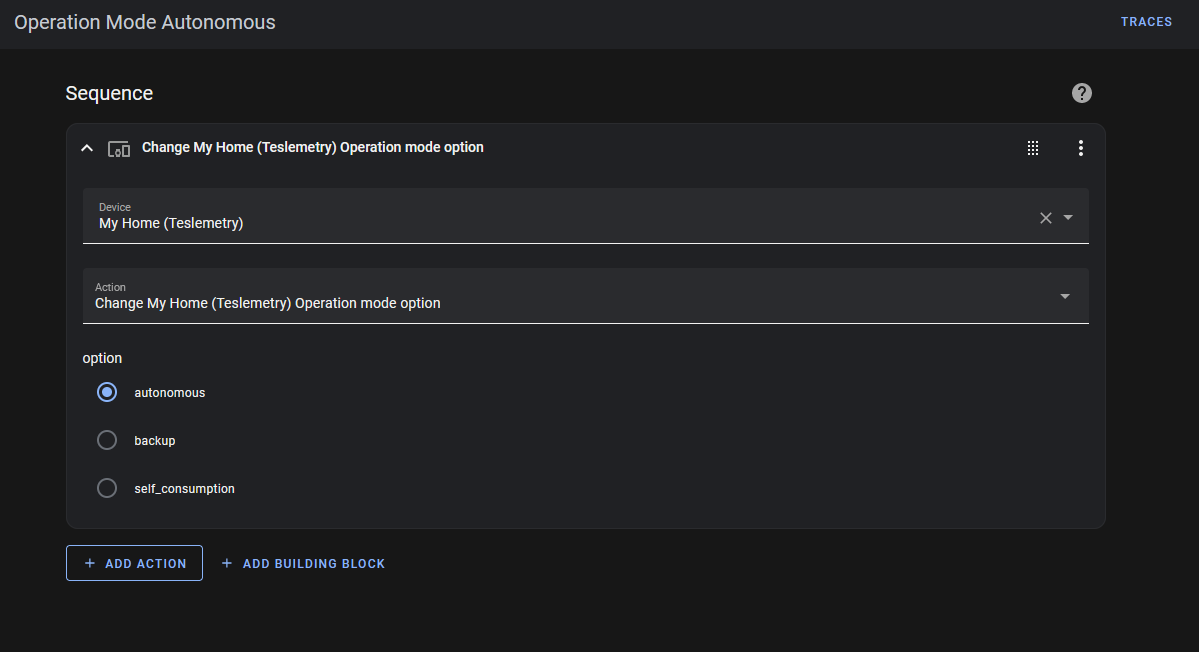 Operation Mode Autonomous
TRACES
Sequence
Change My Home (Teslemetry) Operation mode option
Device
My Home (Teslemetry)
Action
Change My Home (Teslemetry) Operation mode option
option
autonomous
backup
self_consumption
+ ADD ACTION
+ ADD BUILDING BLOCK